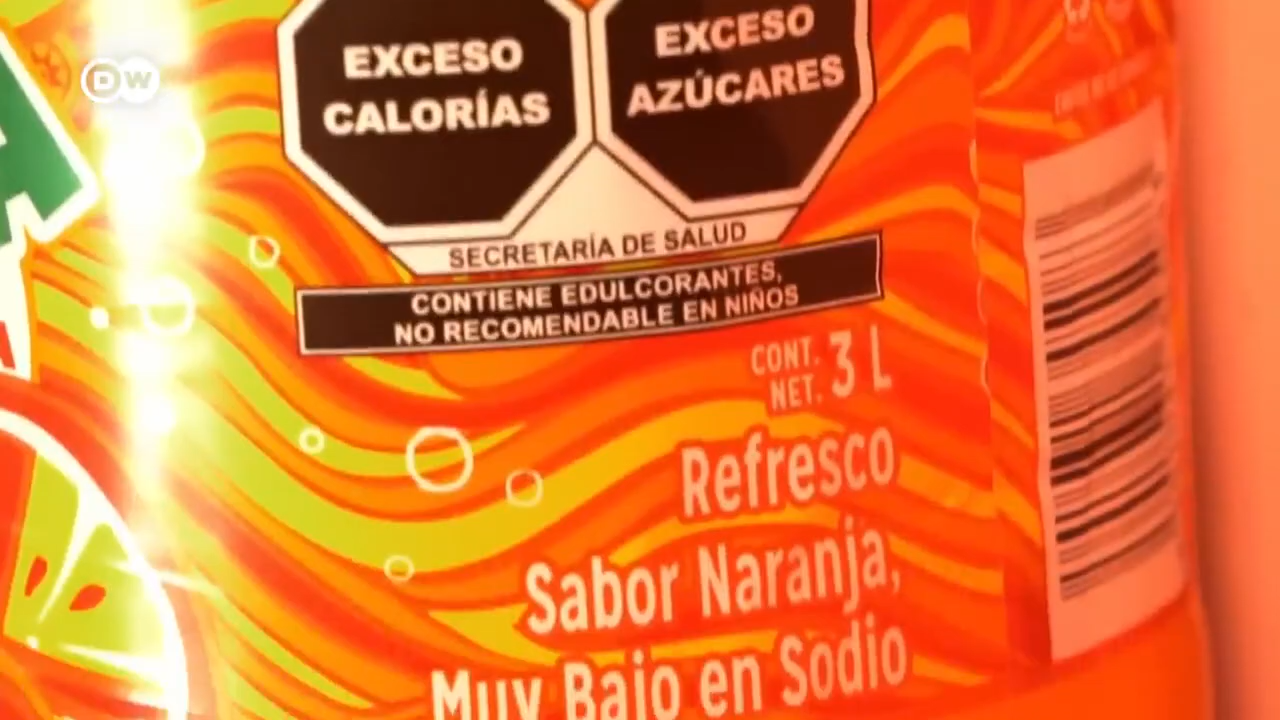 DW
EXCESO
CALORÍAS
EXCESO
AZÚCARES
SECRETARÍA DE SALUD
CONTIENE EDULCORANTES,
NO RECOMENDABLE EN NIÑOS
CONT.
NET. 3 L
Refresco
Sabor Naranja,
Muy Bajo en Sodio